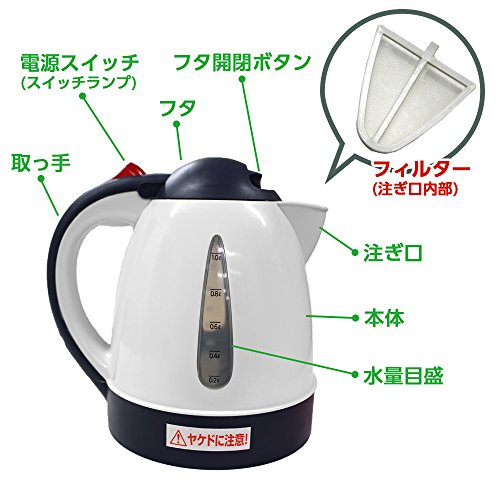 電源スイッチ
(スイッチランプ)
フタ開閉ボタン
フタ
取っ手
フィルター
(注ぎ口内部)
注ぎ口
1.0ℓ
0.8ℓ
0.6ℓ
0.4ℓ
0.2ℓ
本体
水量目盛
⚠ヤケドに注意!